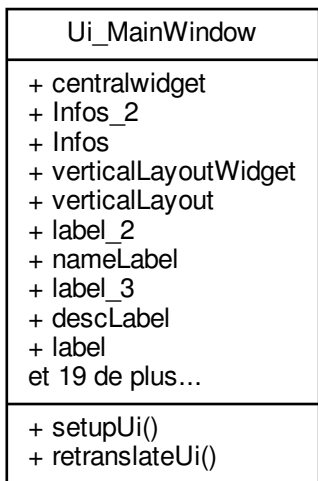 Ui_MainWindow
+ centralwidget
+ Infos_2
+ Infos
+ verticalLayoutWidget
+ verticalLayout
+ label_2
+ nameLabel
+ label_3
+ descLabel
+ label
et 19 de plus...
+ setupUi()
+ retranslateUi()